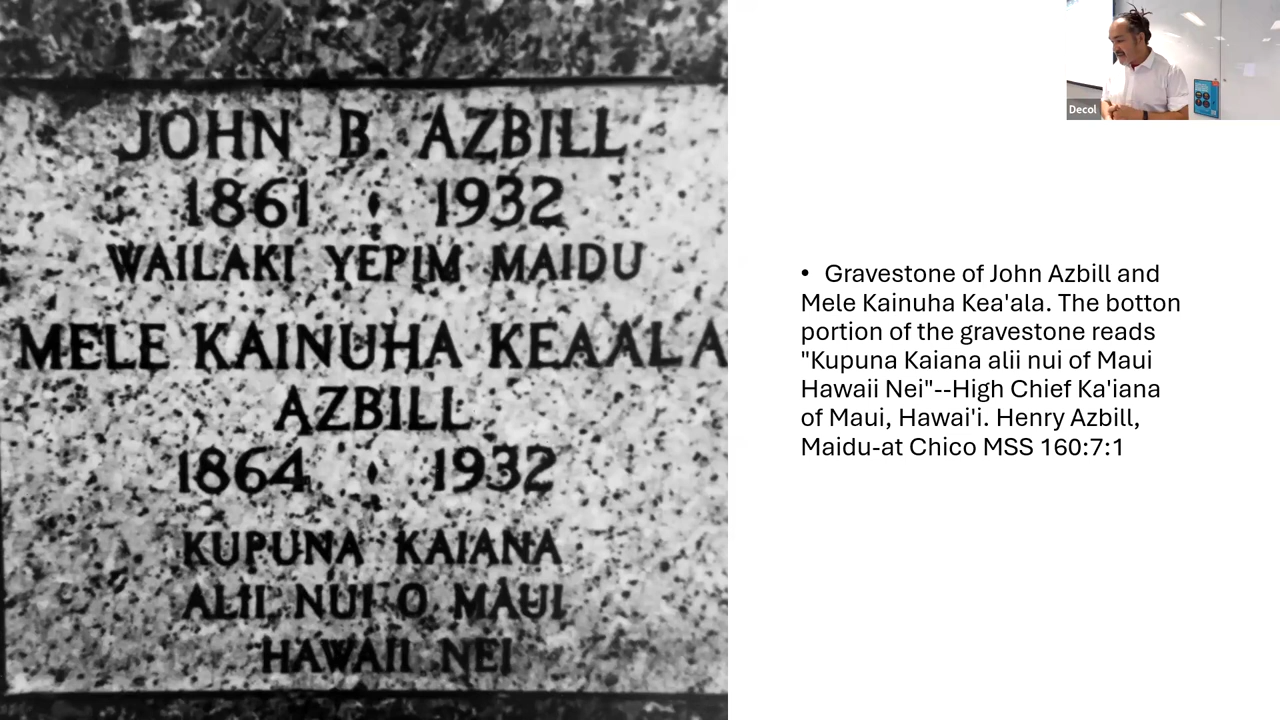 JOHN B. AZBILL
1861 1932
WAILAKI YEPIM MAIDU
MELE KAINUHA KEAALA
AZBILL
1864 1932
KUPUNA KAIANA
ALII NUI O MAUI
HAWAII NEI
• Gravestone of John Azbill and
Mele Kainuha Kea'ala. The botton
portion of the gravestone reads
"Kupuna Kaiana alii nui of Maui
Hawaii Nei"--High Chief Ka'iana
of Maui, Hawai'i. Henry Azbill,
Maidu-at Chico MSS 160:7:1
Decol